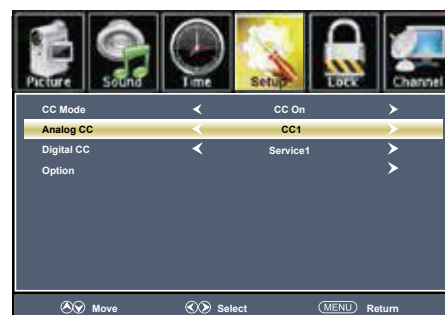 Picture Sound Time Setup Lock Channel
CC Mode CC On
Analog CC CC1
Digital CC Service1
Option
Move Select MENU Return